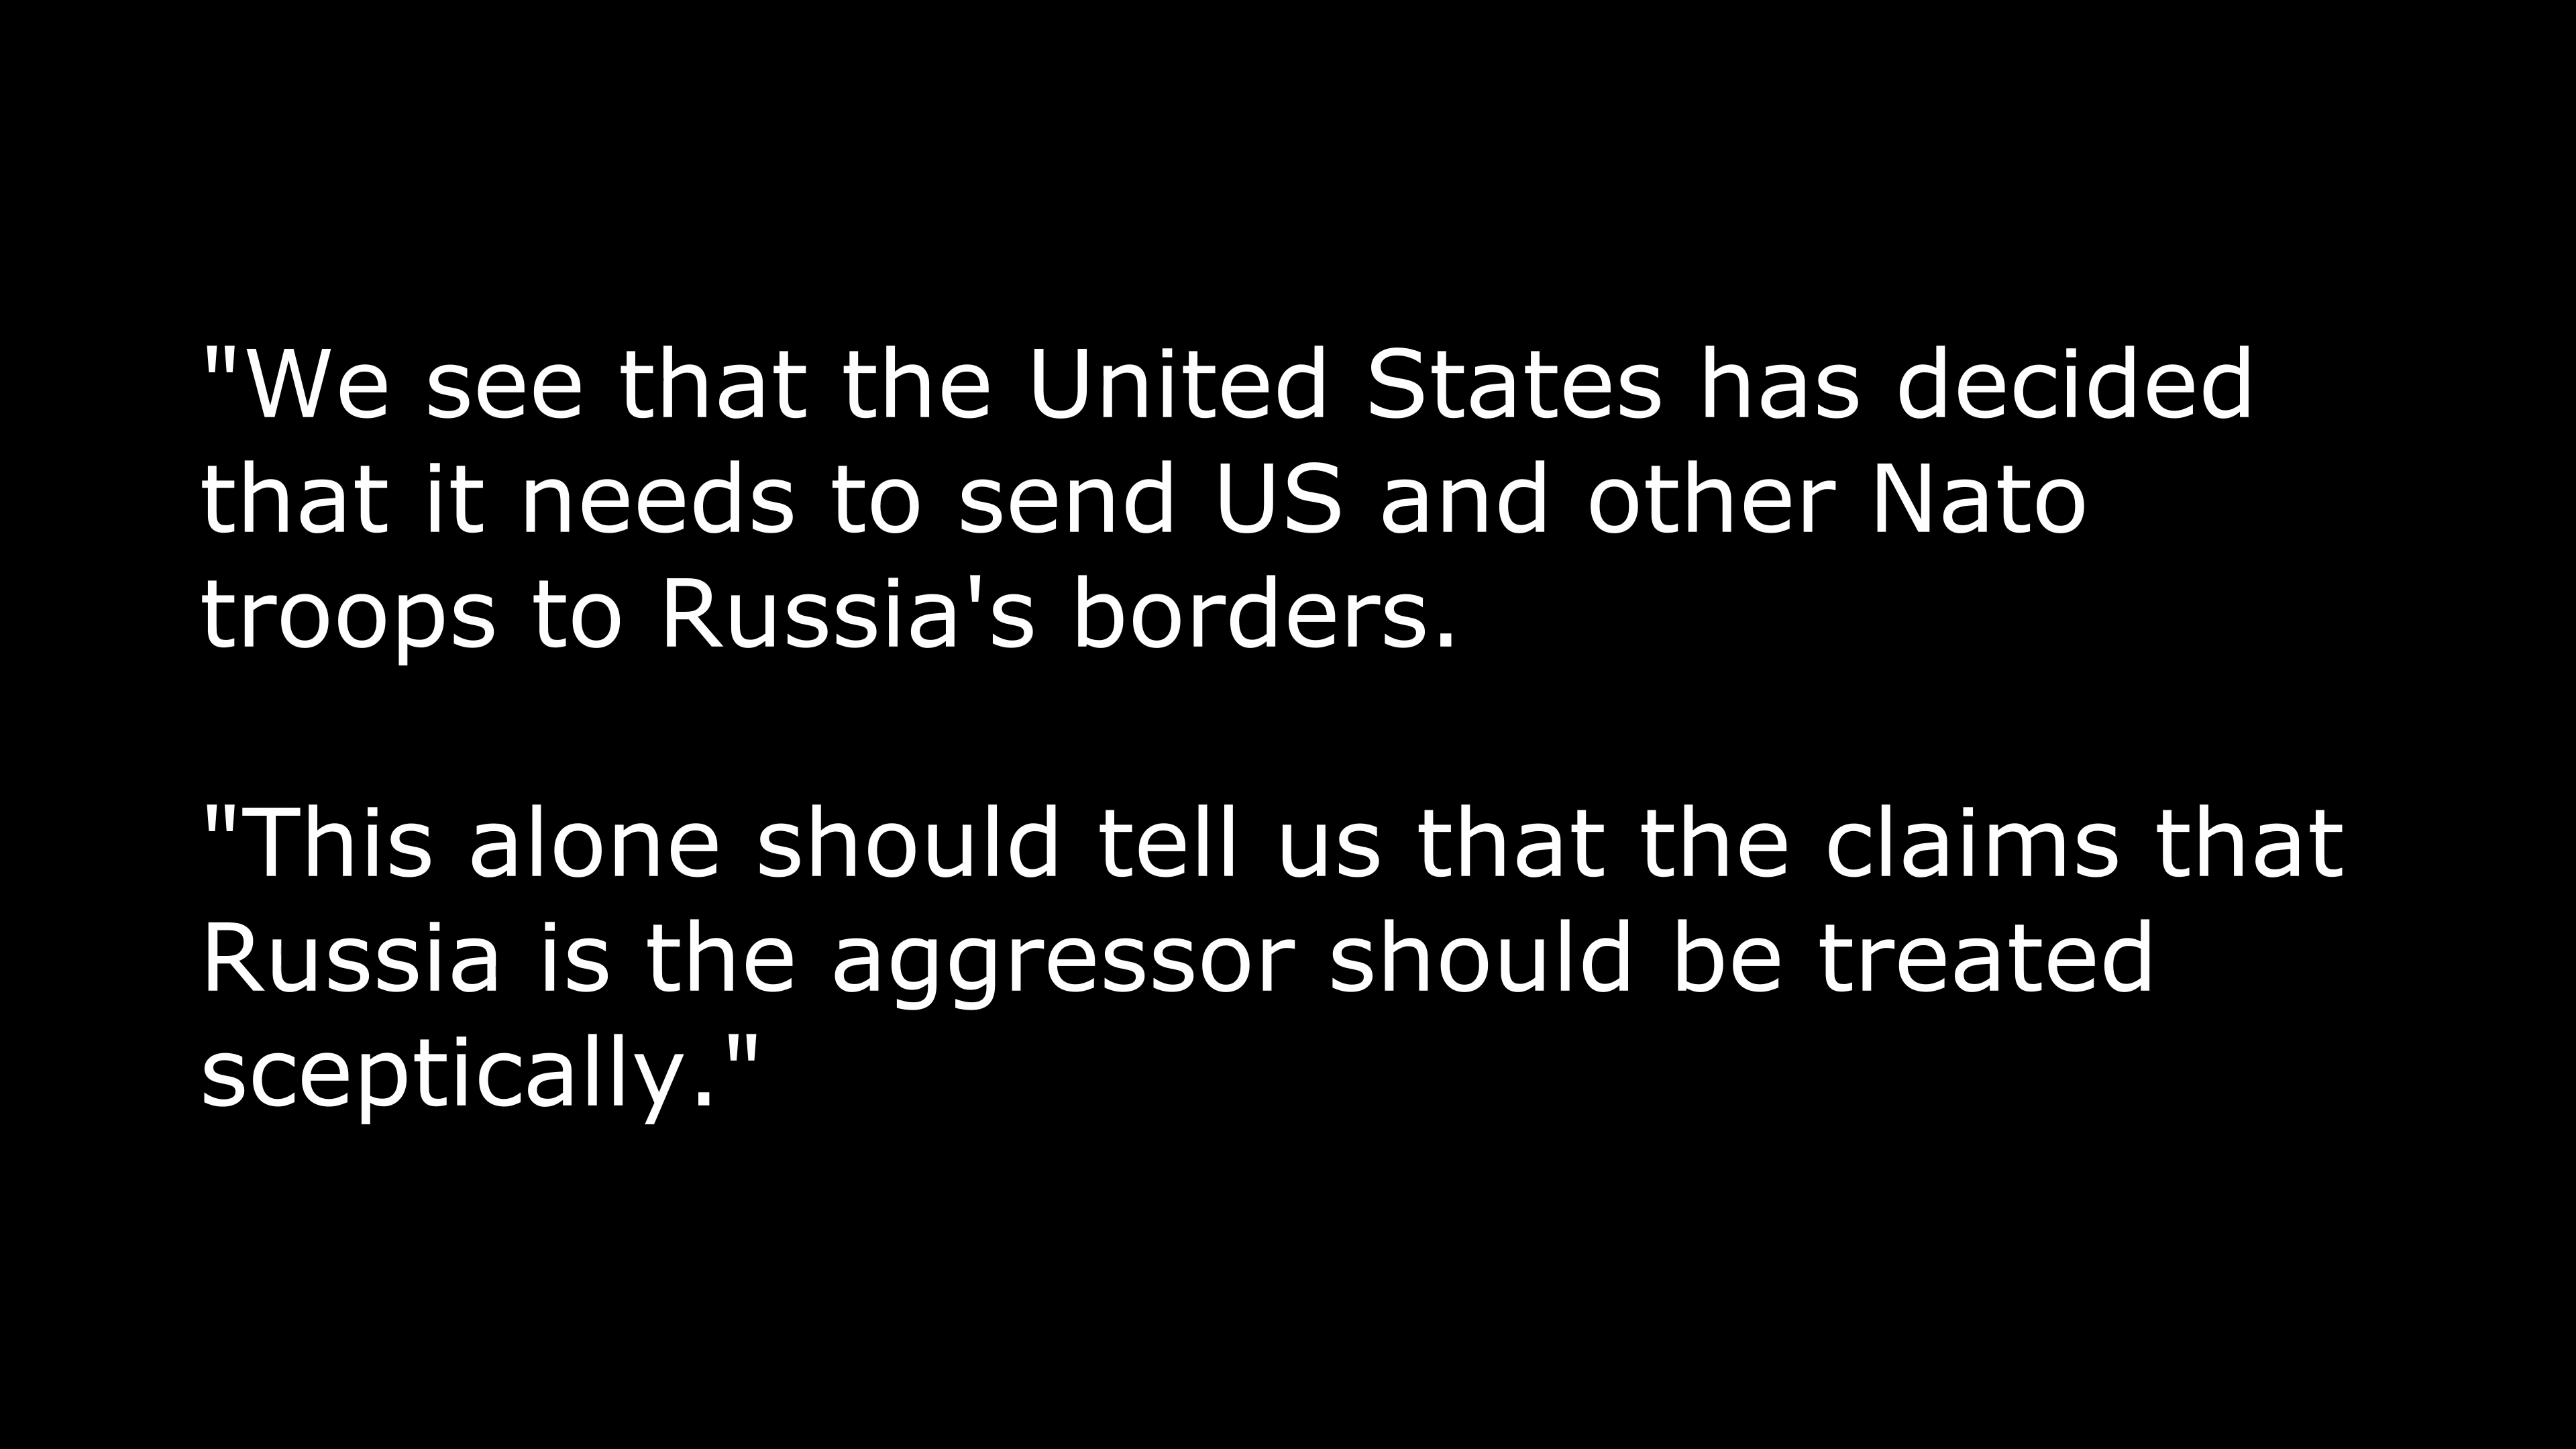 "We see that the United States has decided
that it needs to send US and other Nato
troops to Russia's borders.
"This alone should tell us that the claims that
Russia is the aggressor should be treated
sceptically."